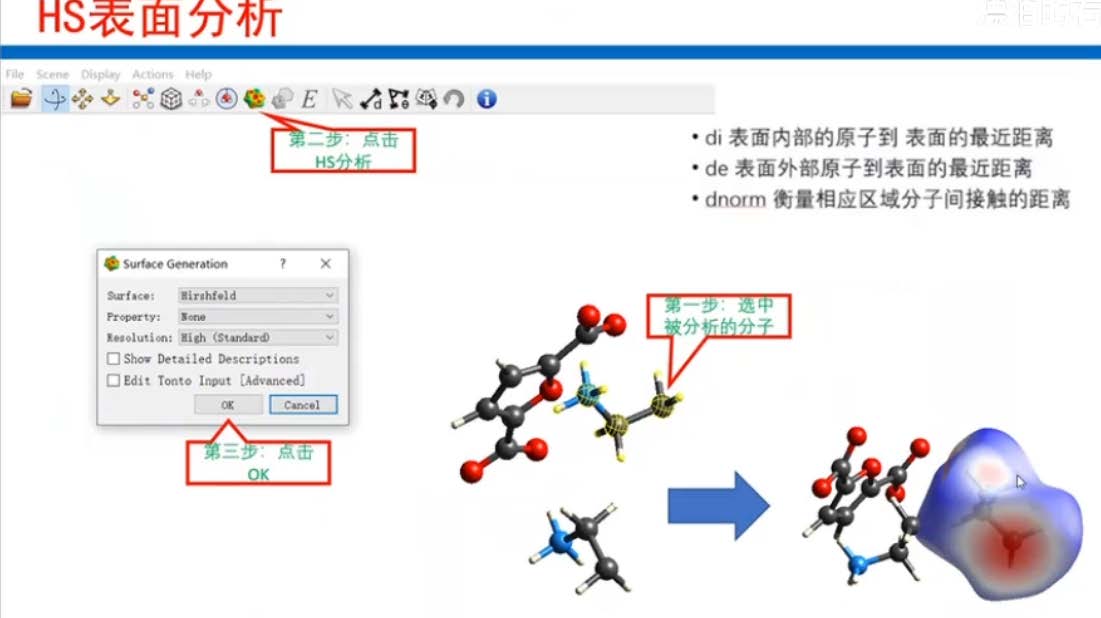 HS表面分析
File Scene Display Actions Help
E
第二步：点击
HS分析
• di 表面内部的原子到 表面的最近距离
• de 表面外部原子到表面的最近距离
• dnorm 衡量相应区域分子间接触的距离
Surface Generation ? ×
Surface: Hirshfeld
Property: None
Resolution: High (Standard)
Show Detailed Descriptions
Edit Tonto Input [Advanced]
OK Cancel
第一步：选中
被分析的分子
第三步：点击
OK